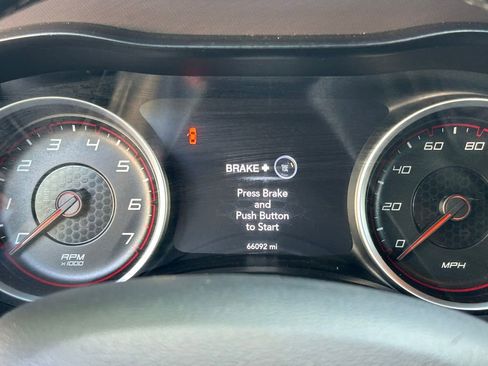 0 1 2 3 4 5 6 7
RPM
x1000
BRAKE +
Press Brake
and
Push Button
to Start
66092 mi
0 20 40 60 80
MPH